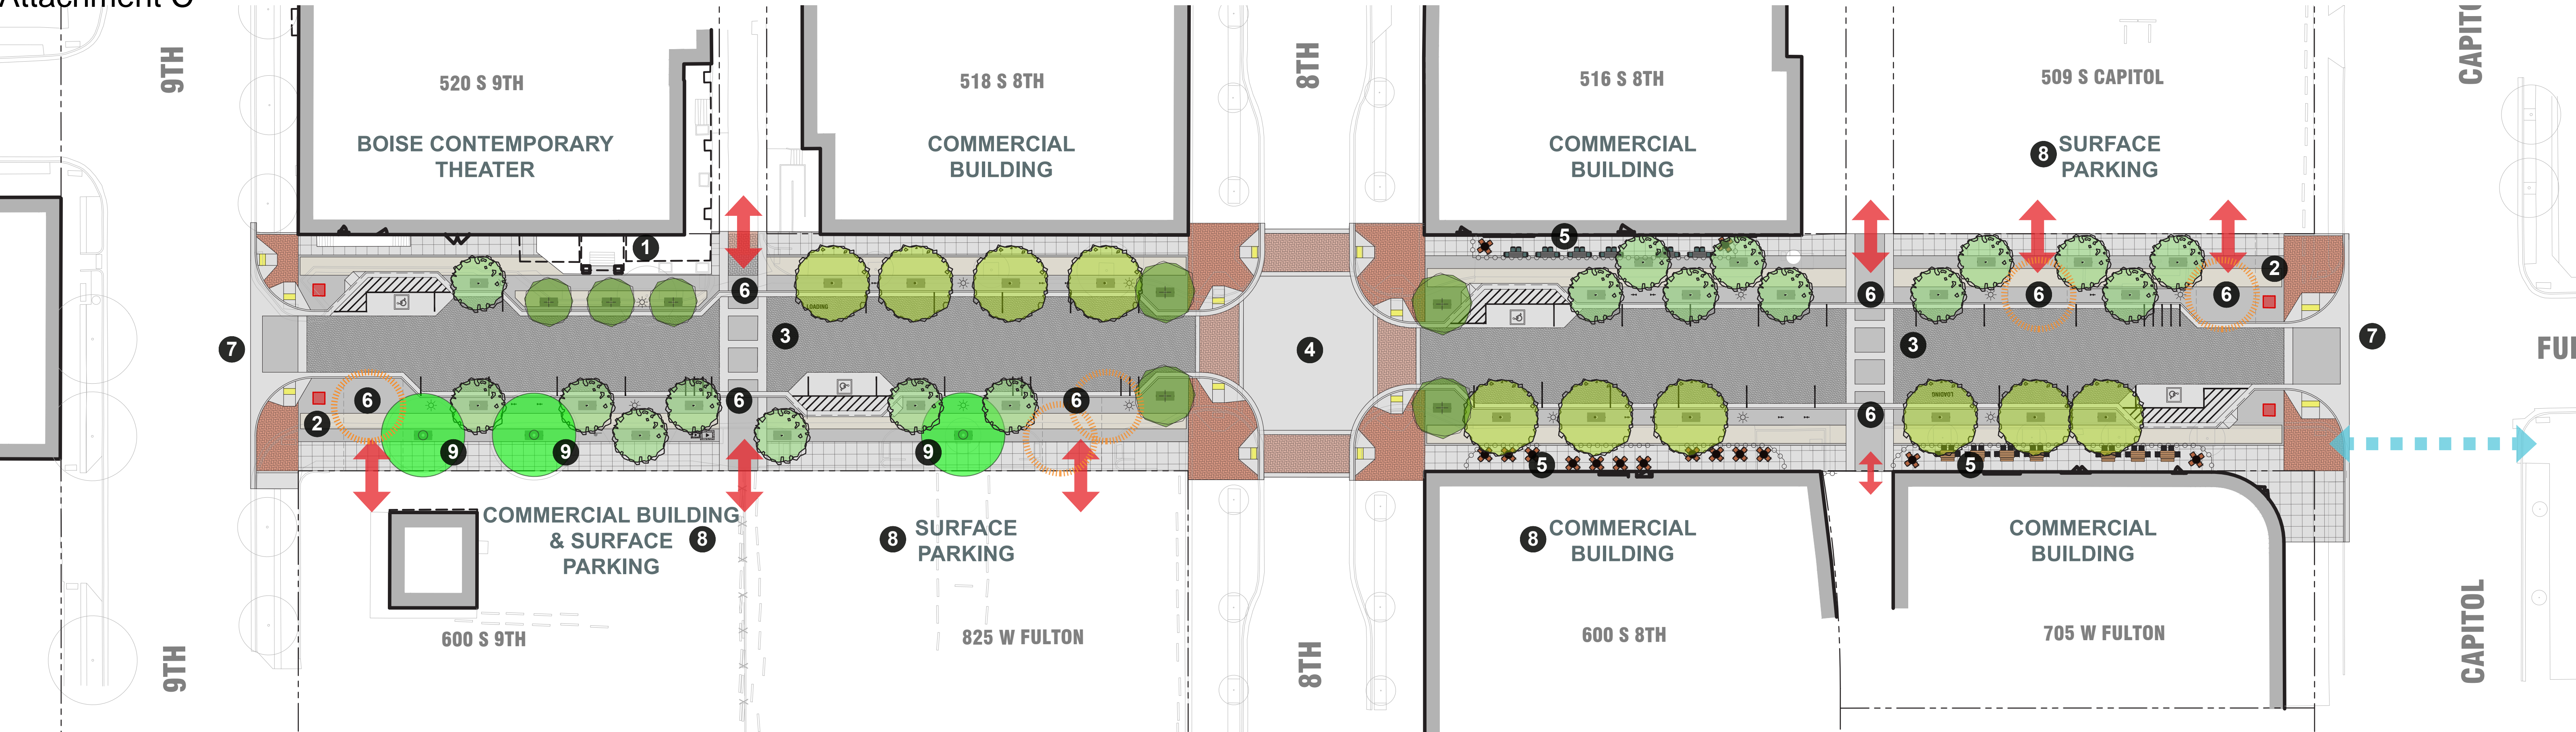 Attachment C
9TH
520 S 9TH
BOISE CONTEMPORARY
THEATER
518 S 8TH
COMMERCIAL
BUILDING
8TH
516 S 8TH
COMMERCIAL
BUILDING
509 S CAPITOL
8 SURFACE
PARKING
CAPITOL
1
5
2
6
6
6
6
LOADING
3
7
4
3
7
FUL
6
6
6
6
2
9
9
9
5
5
LOADING
COMMERCIAL BUILDING
& SURFACE 8
PARKING
8 SURFACE
PARKING
8 COMMERCIAL
BUILDING
COMMERCIAL
BUILDING
9TH
600 S 9TH
825 W FULTON
8TH
600 S 8TH
705 W FULTON
CAPITOL